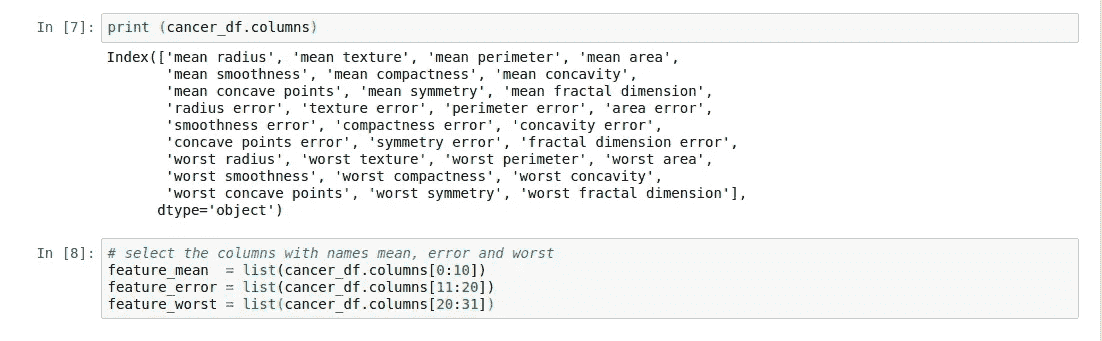 In [7]: print (cancer_df.columns)
Index(['mean radius', 'mean texture', 'mean perimeter', 'mean area',
'mean smoothness', 'mean compactness', 'mean concavity',
'mean concave points', 'mean symmetry', 'mean fractal dimension',
'radius error', 'texture error', 'perimeter error', 'area error',
'smoothness error', 'compactness error', 'concavity error',
'concave points error', 'symmetry error', 'fractal dimension error',
'worst radius', 'worst texture', 'worst perimeter', 'worst area',
'worst smoothness', 'worst compactness', 'worst concavity',
'worst concave points', 'worst symmetry', 'worst fractal dimension'],
dtype='object')
In [8]: # select the columns with names mean, error and worst
feature_mean  = list(cancer_df.columns[0:10])
feature_error = list(cancer_df.columns[11:20])
feature_worst = list(cancer_df.columns[20:31])